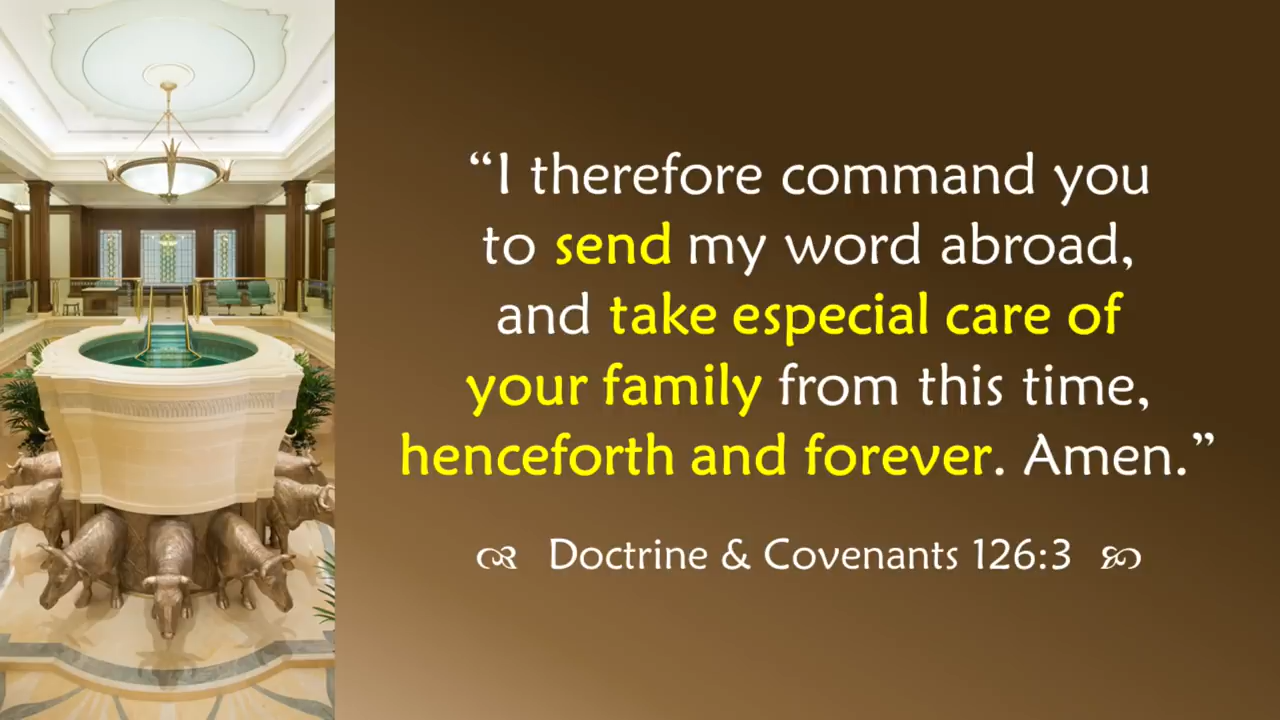 “I therefore command you
to send my word abroad,
and take especial care of
your family from this time,
henceforth and forever. Amen.”
Doctrine & Covenants 126:3